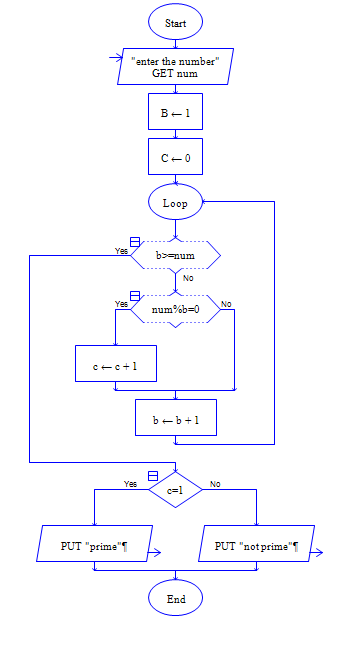 Start
"enter the number"
GET num
B ← 1
C ← 0
Loop
Yes
b>=num
No
Yes
num%b=0
No
c ← c + 1
b ← b + 1
Yes
c=1
No
PUT "prime"¶
PUT "not prime"¶
End